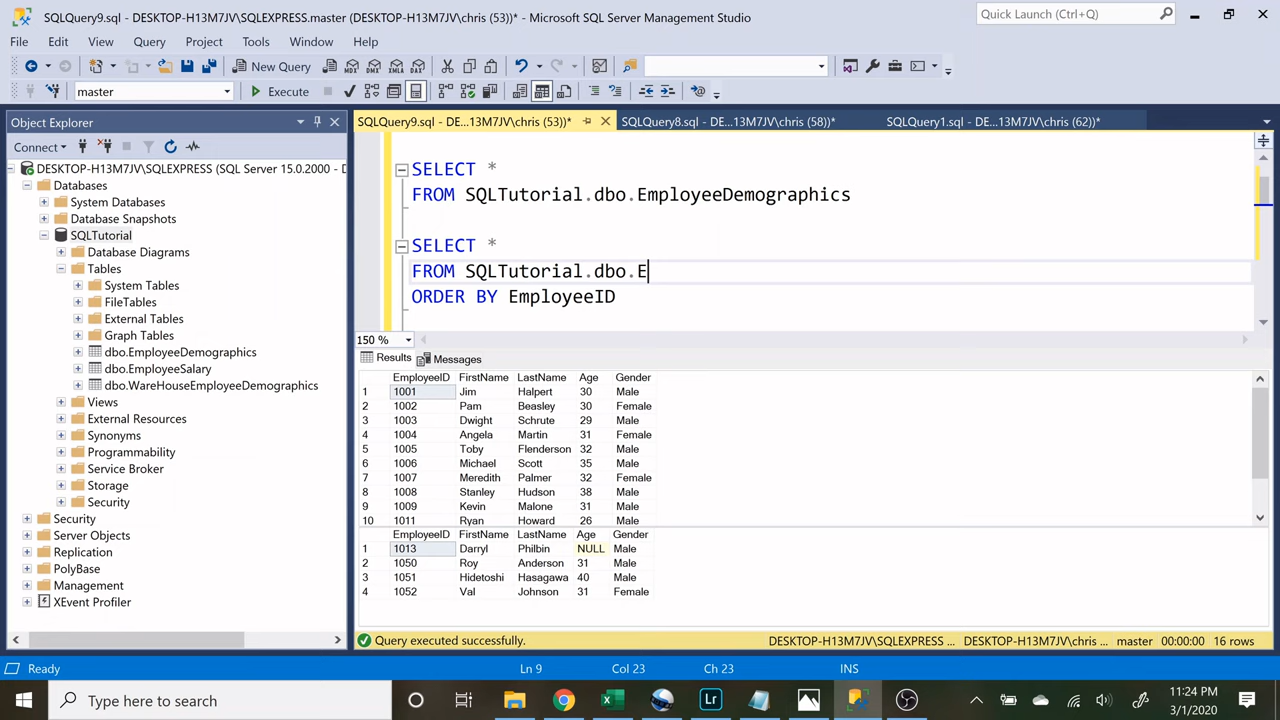 SQLQuery9.sql - DESKTOP-H13M7JV\SQLEXPRESS.master (DESKTOP-H13M7JV\chris (53))* - Microsoft SQL Server Management Studio
Quick Launch (Ctrl+Q)
File Edit View Query Project Tools Window Help
New Query MDX DMX XMLA DAX
master Execute
Object Explorer
SQLQuery9.sql - DE...13M7JV\chris (53))* SQLQuery8.sql - DE...13M7JV\chris (58))* SQLQuery1.sql - DE...13M7JV\chris (62))*
Connect
DESKTOP-H13M7JV\SQLEXPRESS (SQL Server 15.0.2000 -
Databases
System Databases
Database Snapshots
SQLTutorial
Database Diagrams
Tables
System Tables
FileTables
External Tables
Graph Tables
dbo.EmployeeDemographics
dbo.EmployeeSalary
dbo.WareHouseEmployeeDemographics
Views
External Resources
Synonyms
Programmability
Service Broker
Storage
Security
Security
Server Objects
Replication
PolyBase
Management
XEvent Profiler
SELECT *
FROM SQLTutorial.dbo.EmployeeDemographics
SELECT *
FROM SQLTutorial.dbo.E
ORDER BY EmployeeID
150 %
Results Messages
EmployeeID FirstName LastName Age Gender
1 1001 Jim Halpert 30 Male
2 1002 Pam Beasley 30 Female
3 1003 Dwight Schrute 29 Male
4 1004 Angela Martin 31 Female
5 1005 Toby Flenderson 32 Male
6 1006 Michael Scott 35 Male
7 1007 Meredith Palmer 32 Female
8 1008 Stanley Hudson 38 Male
9 1009 Kevin Malone 31 Male
10 1011 Ryan Howard 26 Male
EmployeeID FirstName LastName Age Gender
1 1013 Darryl Philbin NULL Male
2 1050 Roy Anderson 31 Male
3 1051 Hidetoshi Hasagawa 40 Male
4 1052 Val Johnson 31 Female
Query executed successfully. DESKTOP-H13M7JV\SQLEXPRESS ... DESKTOP-H13M7JV\chris ... master 00:00:00 16 rows
Ready Ln 9 Col 23 Ch 23 INS
Type here to search
Lr
11:24 PM
3/1/2020